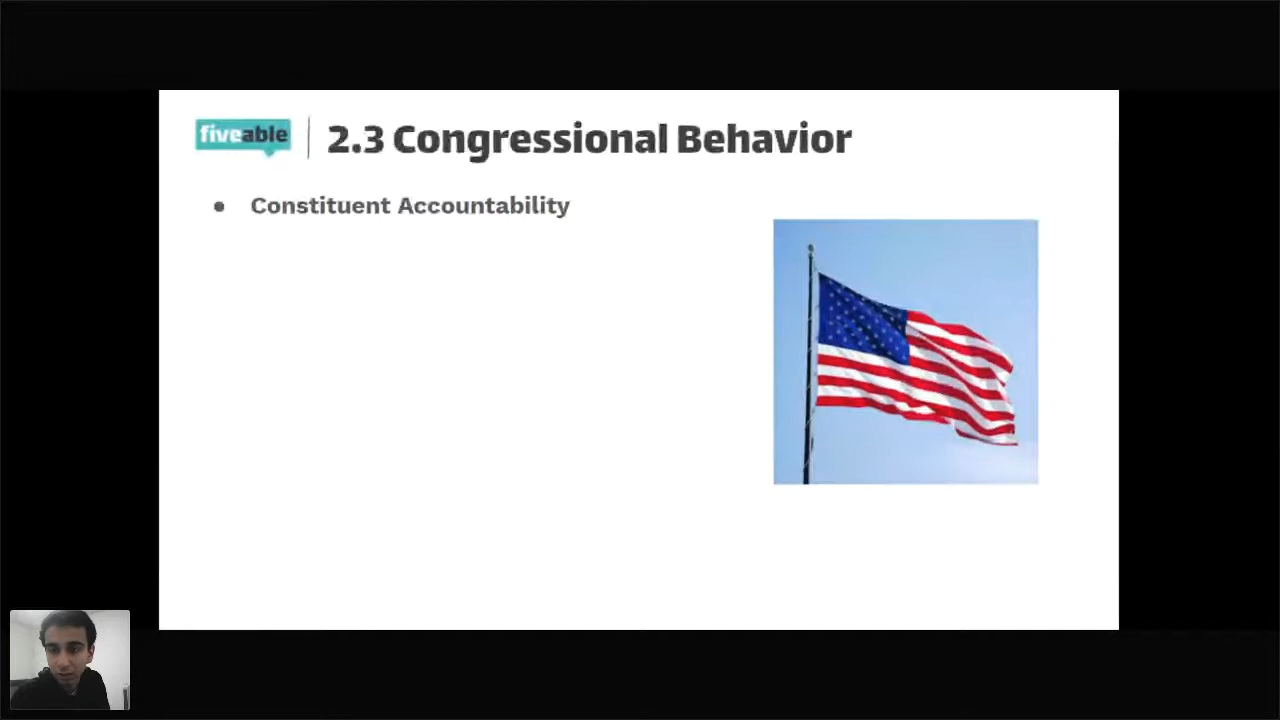 fiveable
2.3 Congressional Behavior
● Constituent Accountability